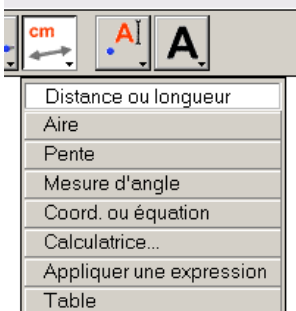 cm
A
A
Distance ou longueur
Aire
Pente
Mesure d'angle
Coord. ou équation
Calculatrice...
Appliquer une expression
Table